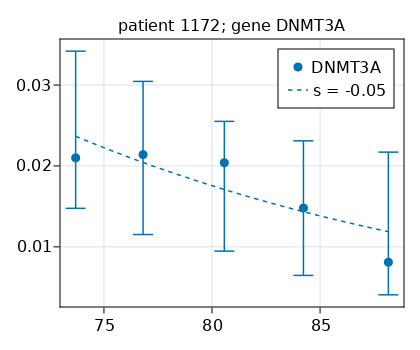 patient 1172; gene DNMT3A
DNMT3A
s = -0.05
0.03
0.02
0.01
75 80 85